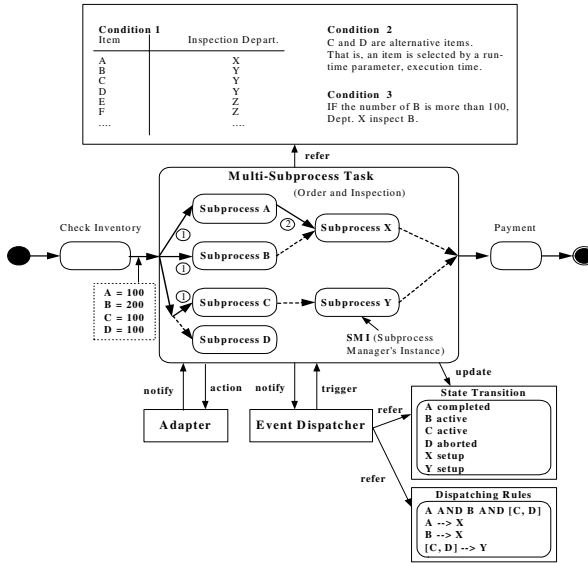 Condition 1
Item Inspection Depart.
A X
B Y
C Y
D Y
E Z
F Z
.... ....
Condition 2
C and D are alternative items.
That is, an item is selected by a run-
time parameter, execution time.
Condition 3
IF the number of B is more than 100,
Dept. X inspect B.
refer
Multi-Subprocess Task
(Order and Inspection)
Check Inventory
Payment
Subprocess A
Subprocess X
Subprocess B
Subprocess C
Subprocess Y
Subprocess D
1
2
1
1
A = 100
B = 200
C = 100
D = 100
SMI (Subprocess
Manager's Instance)
notify
action
notify
trigger
update
Adapter
Event Dispatcher
refer
refer
State Transition
A completed
B active
C active
D aborted
X setup
Y setup
Dispatching Rules
A AND B AND [C, D]
A --> X
B --> X
[C, D] --> Y